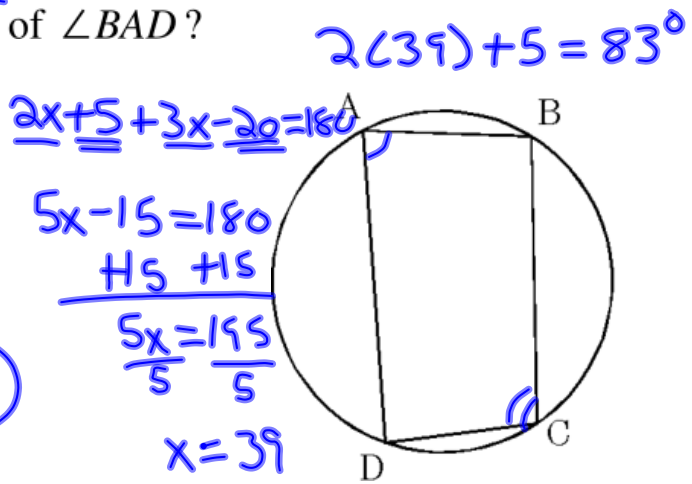 of ∠BAD?
2(39)+5=83°
2x+5+3x-20=180
A
B
5x-15=180
+15 +15
5x=195
5 5
x=39
D
C